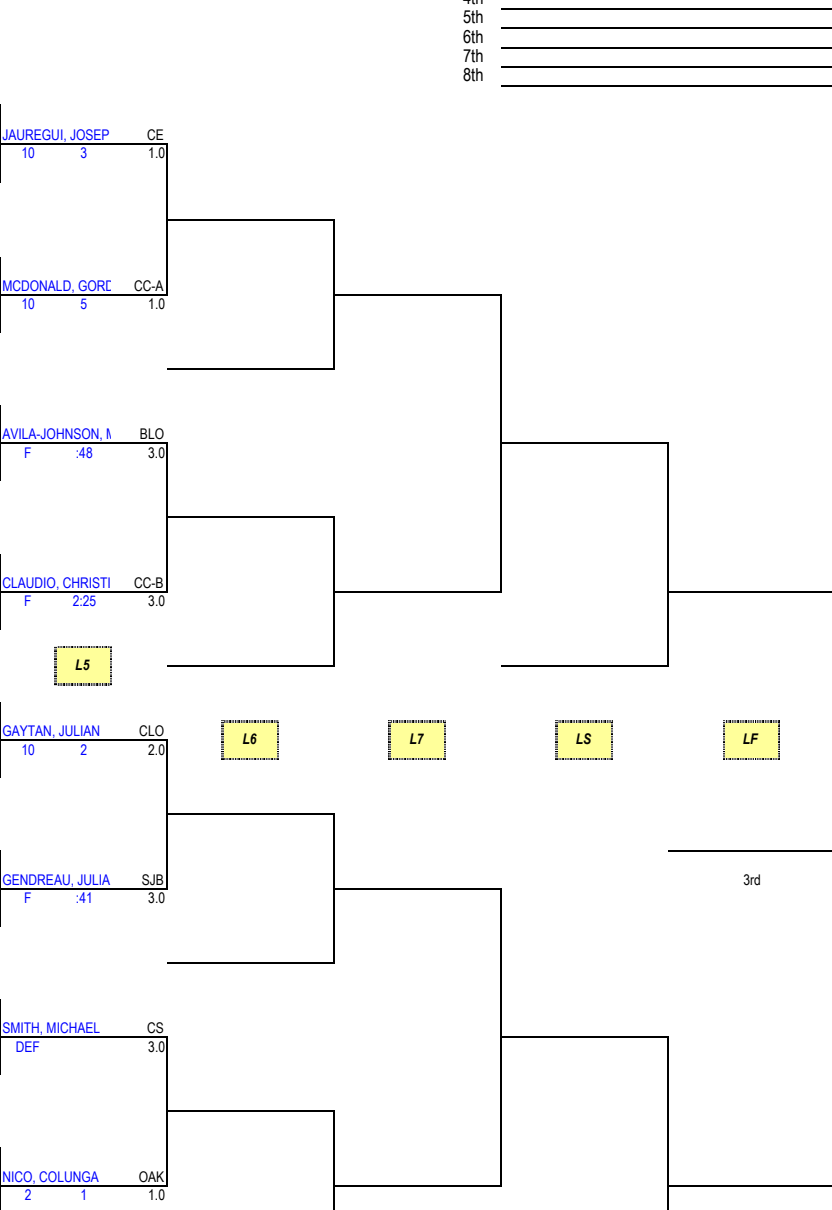 4th
5th
6th
7th
8th
JAUREGUI, JOSEP CE
10 3 1.0
MCDONALD, GORD CC-A
10 5 1.0
AVILA-JOHNSON, BLO
F :48 3.0
CLAUDIO, CHRISTI CC-B
F 2:25 3.0
L5
GAYTAN, JULIAN CLO
10 2 2.0
L6 L7 LS LF
GENDREAU, JULIA SJB
F :41 3.0
3rd
SMITH, MICHAEL CS
DEF 3.0
NICO, COLUNGA OAK
2 1 1.0